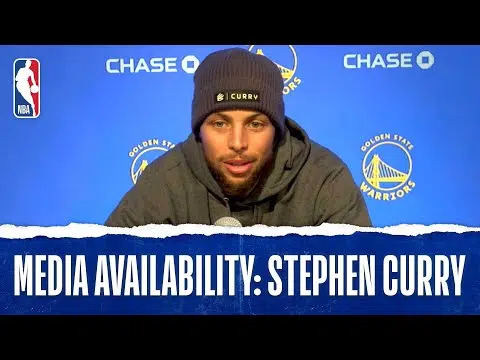 NBA
CHASE
CHASE
CURRY
GOLDEN STATE
WARRIORS
GOLDEN STATE
WARRIORS
MEDIA AVAILABILITY: STEPHEN CURRY